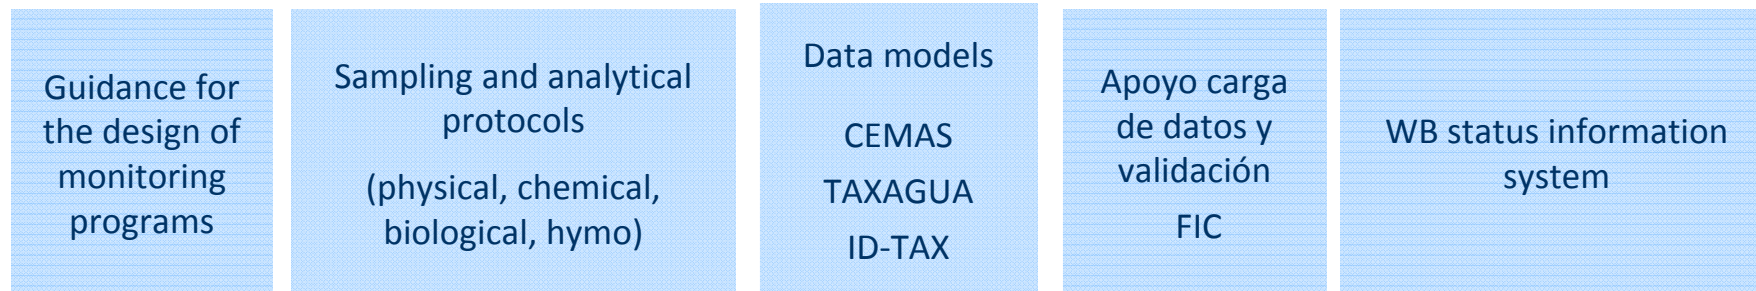 Guidance for
the design of
monitoring
programs
Sampling and analytical
protocols
(physical, chemical,
biological, hymo)
Data models
CEMAS
TAXAGUA
ID-TAX
Apoyo carga
de datos y
validación
FIC
WB status information
system